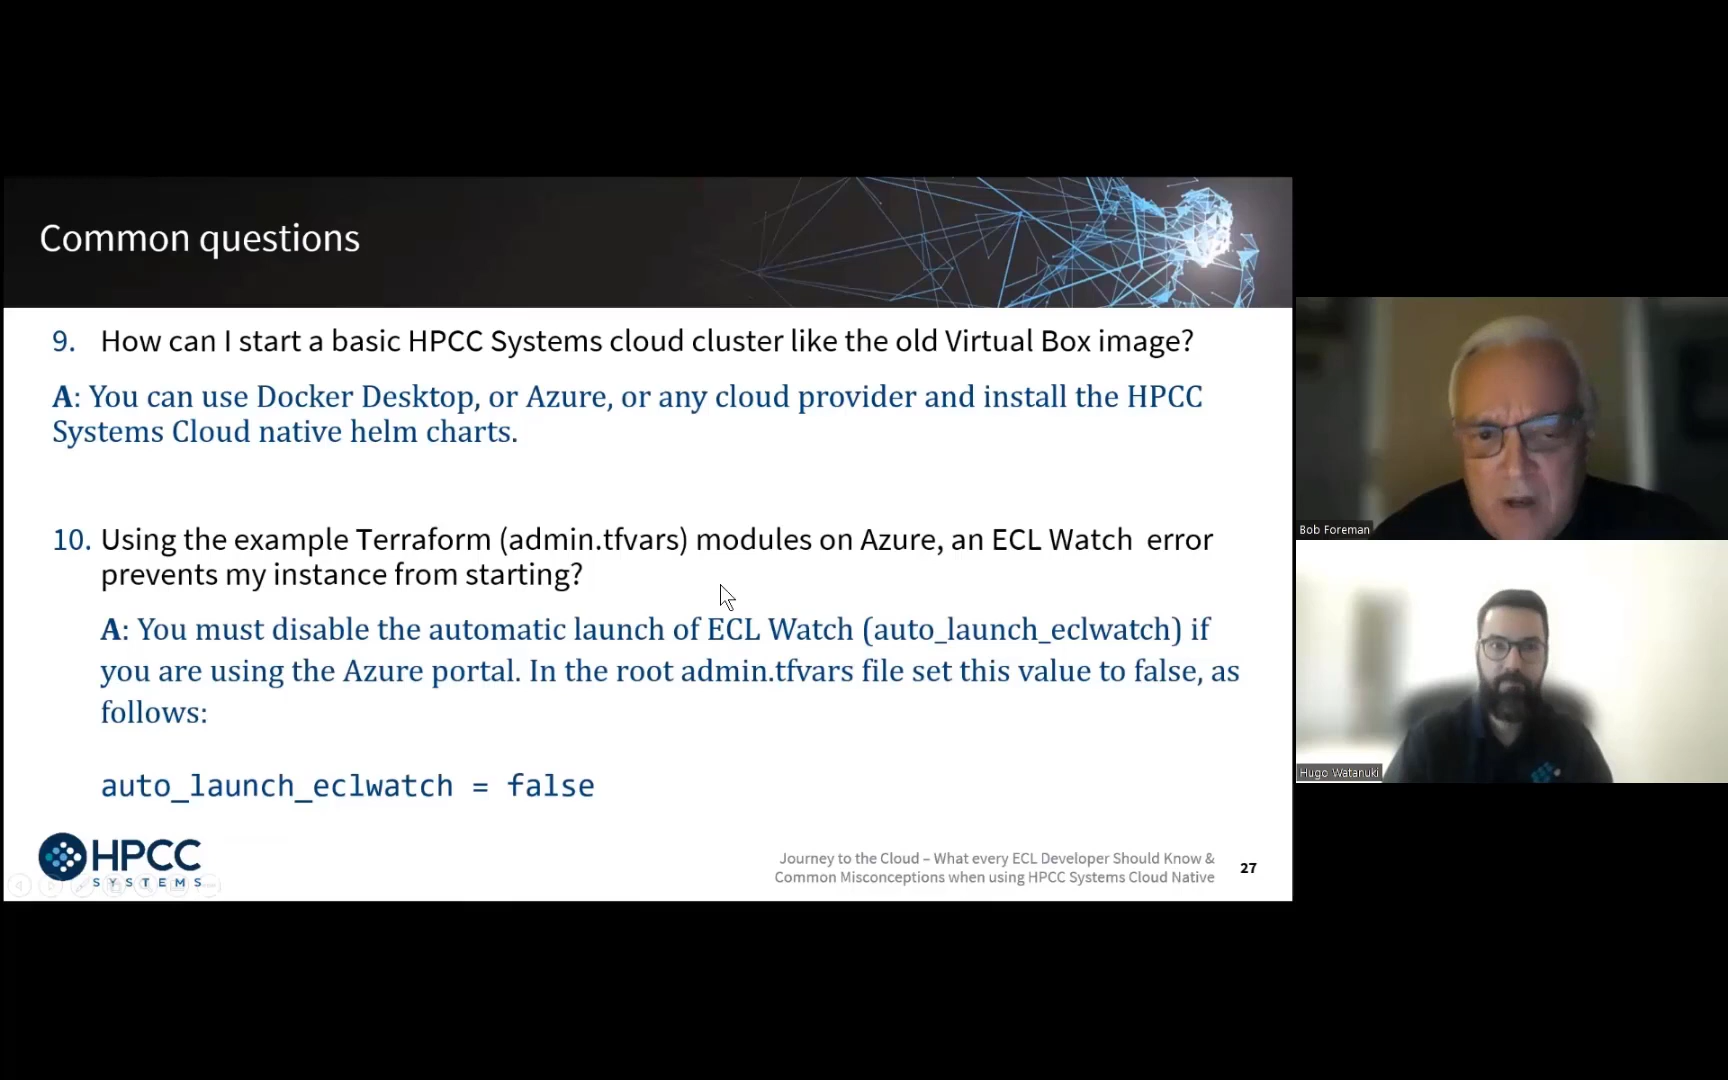 Common questions
9. How can I start a basic HPCC Systems cloud cluster like the old Virtual Box image?
A: You can use Docker Desktop, or Azure, or any cloud provider and install the HPCC
Systems Cloud native helm charts.
10. Using the example Terraform (admin.tfvars) modules on Azure, an ECL Watch error
prevents my instance from starting?
A: You must disable the automatic launch of ECL Watch (auto_launch_eclwatch) if
you are using the Azure portal. In the root admin.tfvars file set this value to false, as
follows:
auto_launch_eclwatch = false
HPCC
SYSTEMS
Journey to the Cloud – What every ECL Developer Should Know &
Common Misconceptions when using HPCC Systems Cloud Native
27
Bob Foreman
Hugo Watanuki